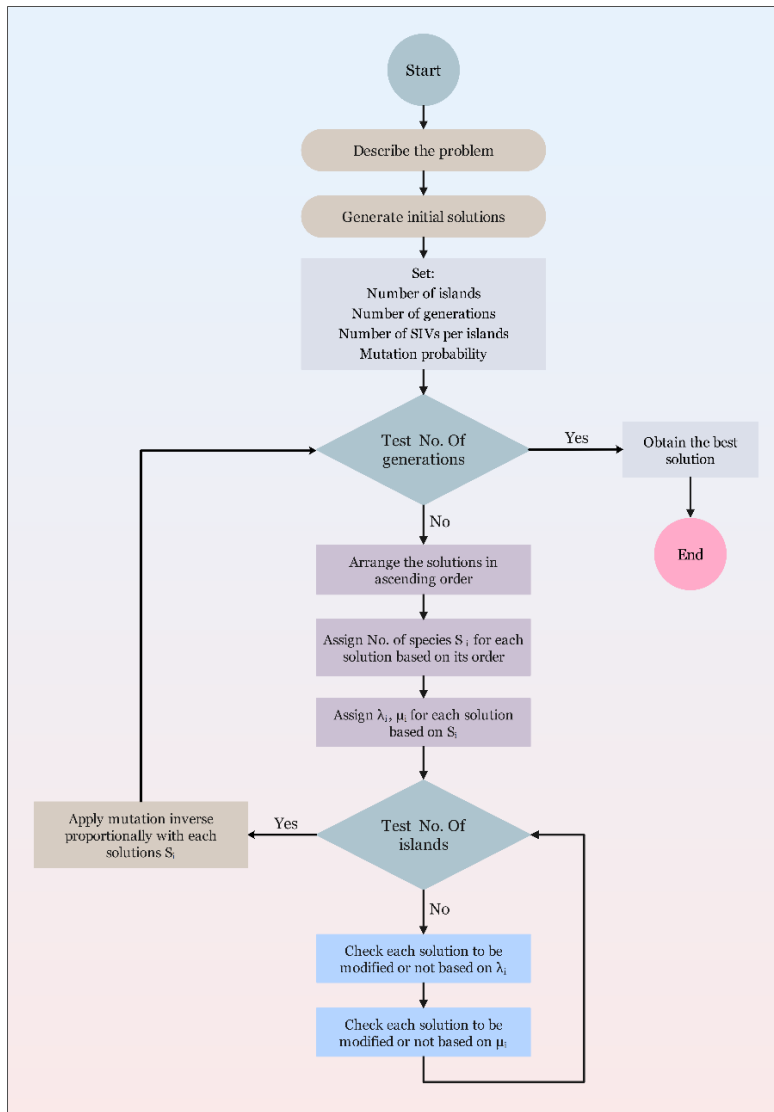 Start
Describe the problem
Generate initial solutions
Set:
Number of islands
Number of generations
Number of SIVs per islands
Mutation probability
Test No. Of
generations
Yes
Obtain the best
solution
No
End
Arrange the solutions in
ascending order
Assign No. of species S i for each
solution based on its order
Assign λi, μi for each solution
based on Si
Test No. Of
islands
Yes
Apply mutation inverse
proportionally with each
solutions Si
No
Check each solution to be
modified or not based on λi
Check each solution to be
modified or not based on μi